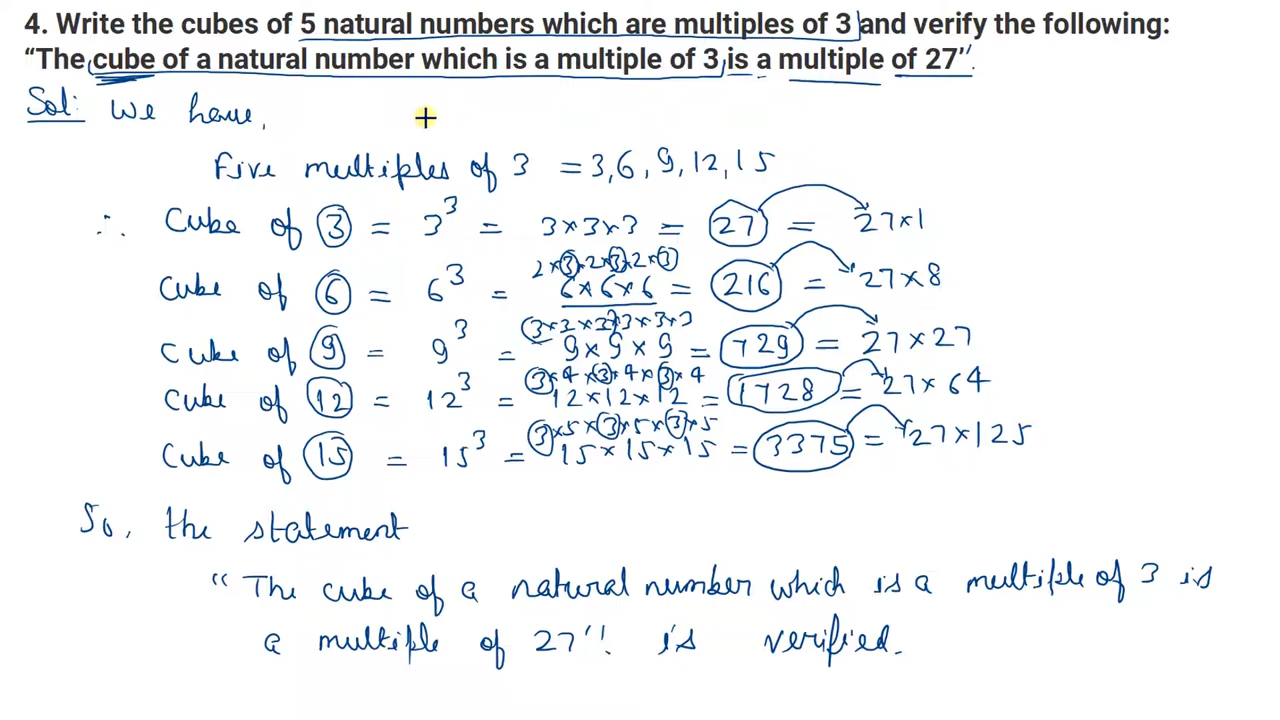 4. Write the cubes of 5 natural numbers which are multiples of 3 and verify the following:
“The cube of a natural number which is a multiple of 3 is a multiple of 27”.
Sol: We have,
Five multiples of 3 = 3, 6, 9, 12, 15
∴ Cube of 3 = 3³ = 3×3×3 = 27 = 27×1
2×3×2×3×2×3
Cube of 6 = 6³ = 6×6×6 = 216 = 27×8
3×3×3×3×3×3
Cube of 9 = 9³ = 9×9×9 = 729 = 27×27
3×4×3×4×3×4
Cube of 12 = 12³ = 12×12×12 = 1728 = 27×64
3×5×3×5×3×5
Cube of 15 = 15³ = 15×15×15 = 3375 = 27×125
So, the statement
“The cube of a natural number which is a multiple of 3 is
a multiple of 27”. is verified.